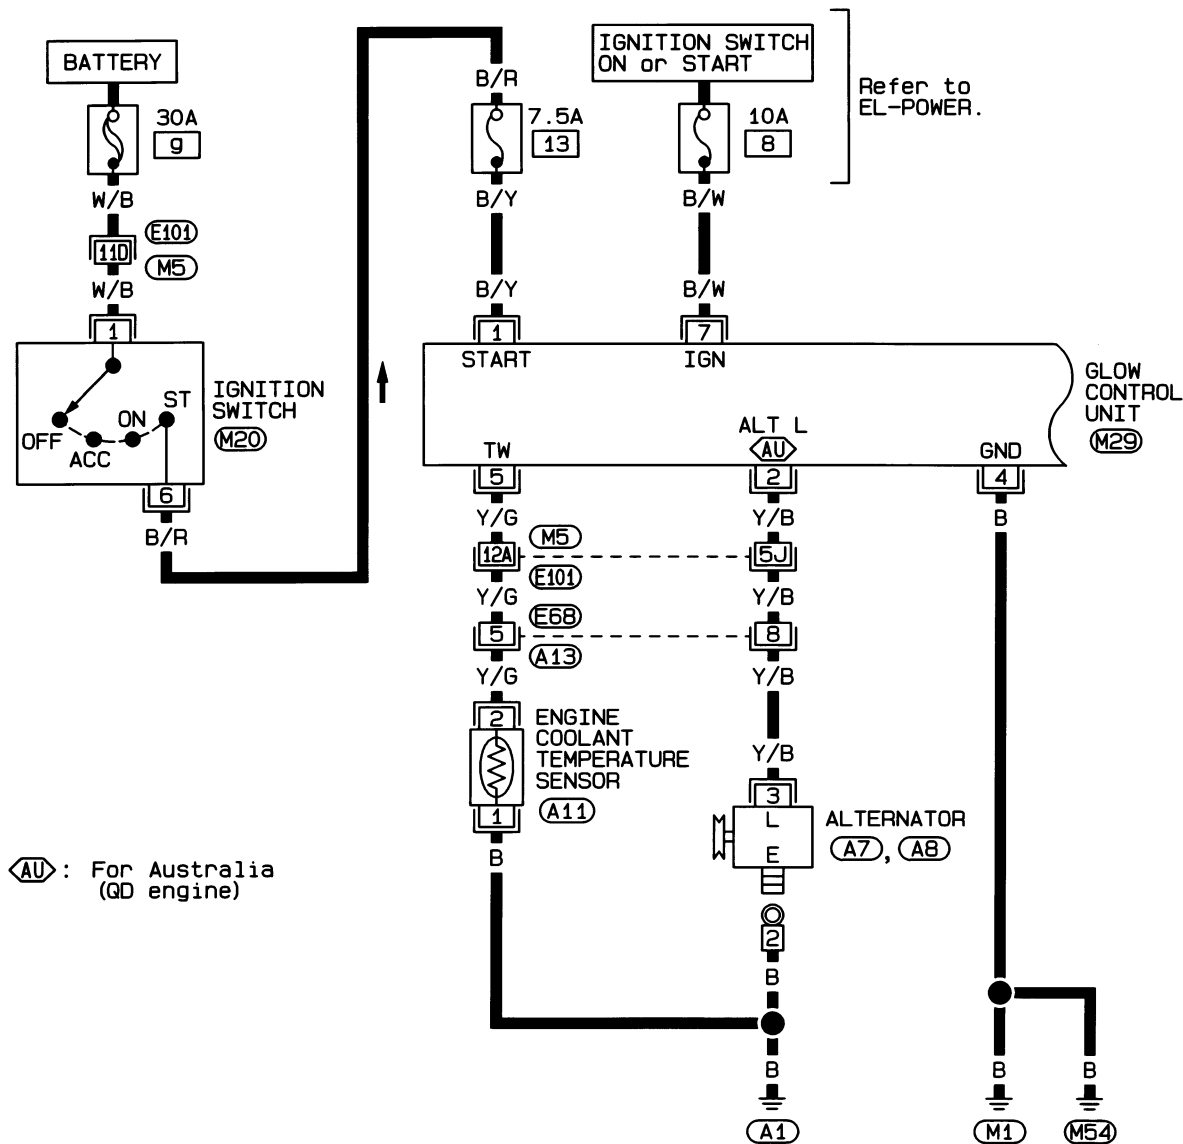 BATTERY
30A
g
W/B
11D
E101
M5
W/B
1
OFF
ACC
ON
ST
IGNITION
SWITCH
M20
6
B/R
B/R
7.5A
13
B/Y
B/Y
1
START
IGNITION SWITCH
ON or START
10A
8
B/W
B/W
7
IGN
Refer to
EL-POWER.
GLOW
CONTROL
UNIT
M29
TW
5
Y/G
12A
M5
E101
Y/G
5
E68
A13
Y/G
2
ENGINE
COOLANT
TEMPERATURE
SENSOR
A11
1
B
ALT L
AU
2
Y/B
5J
Y/B
8
Y/B
Y/B
3
L
E
ALTERNATOR
A7, A8
2
B
B
A1
GND
4
B
B
M1
B
M54
AU: For Australia
(QD engine)